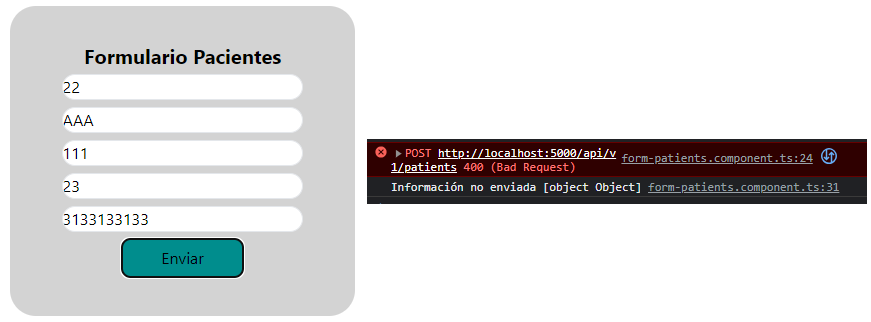 Formulario Pacientes
22
AAA
111
23
3133133133
Enviar
POST http://localhost:5000/api/v form-patients.component.ts:24
1/patients 400 (Bad Request)
Información no enviada [object Object] form-patients.component.ts:31